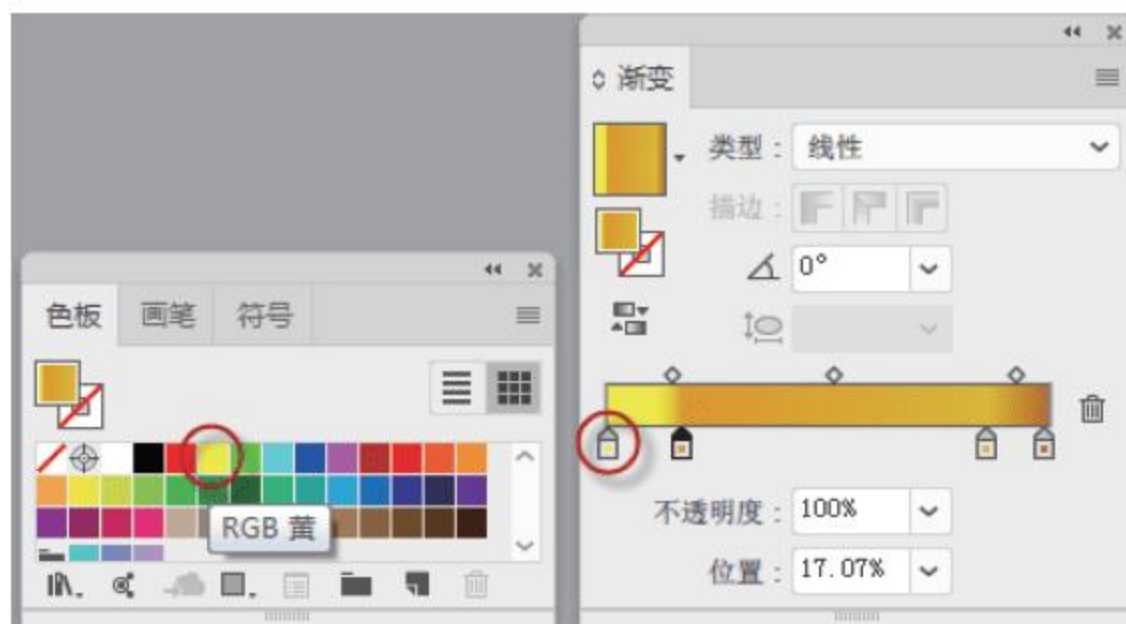 渐变
类型：
线性
描边：
0°
色板
画笔
符号
RGB 黄
不透明度：
100%
位置：
17.07%